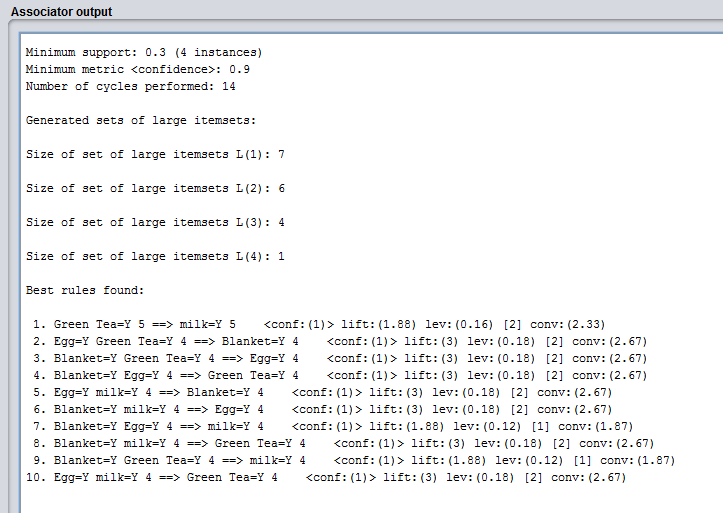 Associator output
Minimum support: 0.3 (4 instances)
Minimum metric <confidence>: 0.9
Number of cycles performed: 14
Generated sets of large itemsets:
Size of set of large itemsets L(1): 7
Size of set of large itemsets L(2): 6
Size of set of large itemsets L(3): 4
Size of set of large itemsets L(4): 1
Best rules found:
1. Green Tea=Y 5 ==> milk=Y 5 <conf:(1)> lift:(1.88) lev:(0.16) [2] conv:(2.33)
2. Egg=Y Green Tea=Y 4 ==> Blanket=Y 4 <conf:(1)> lift:(3) lev:(0.18) [2] conv:(2.67)
3. Blanket=Y Green Tea=Y 4 ==> Egg=Y 4 <conf:(1)> lift:(3) lev:(0.18) [2] conv:(2.67)
4. Blanket=Y Egg=Y 4 ==> Green Tea=Y 4 <conf:(1)> lift:(3) lev:(0.18) [2] conv:(2.67)
5. Egg=Y milk=Y 4 ==> Blanket=Y 4 <conf:(1)> lift:(3) lev:(0.18) [2] conv:(2.67)
6. Blanket=Y milk=Y 4 ==> Egg=Y 4 <conf:(1)> lift:(3) lev:(0.18) [2] conv:(2.67)
7. Blanket=Y Egg=Y 4 ==> milk=Y 4 <conf:(1)> lift:(1.88) lev:(0.12) [1] conv:(1.87)
8. Blanket=Y milk=Y 4 ==> Green Tea=Y 4 <conf:(1)> lift:(3) lev:(0.18) [2] conv:(2.67)
9. Blanket=Y Green Tea=Y 4 ==> milk=Y 4 <conf:(1)> lift:(1.88) lev:(0.12) [1] conv:(1.87)
10. Egg=Y milk=Y 4 ==> Green Tea=Y 4 <conf:(1)> lift:(3) lev:(0.18) [2] conv:(2.67)